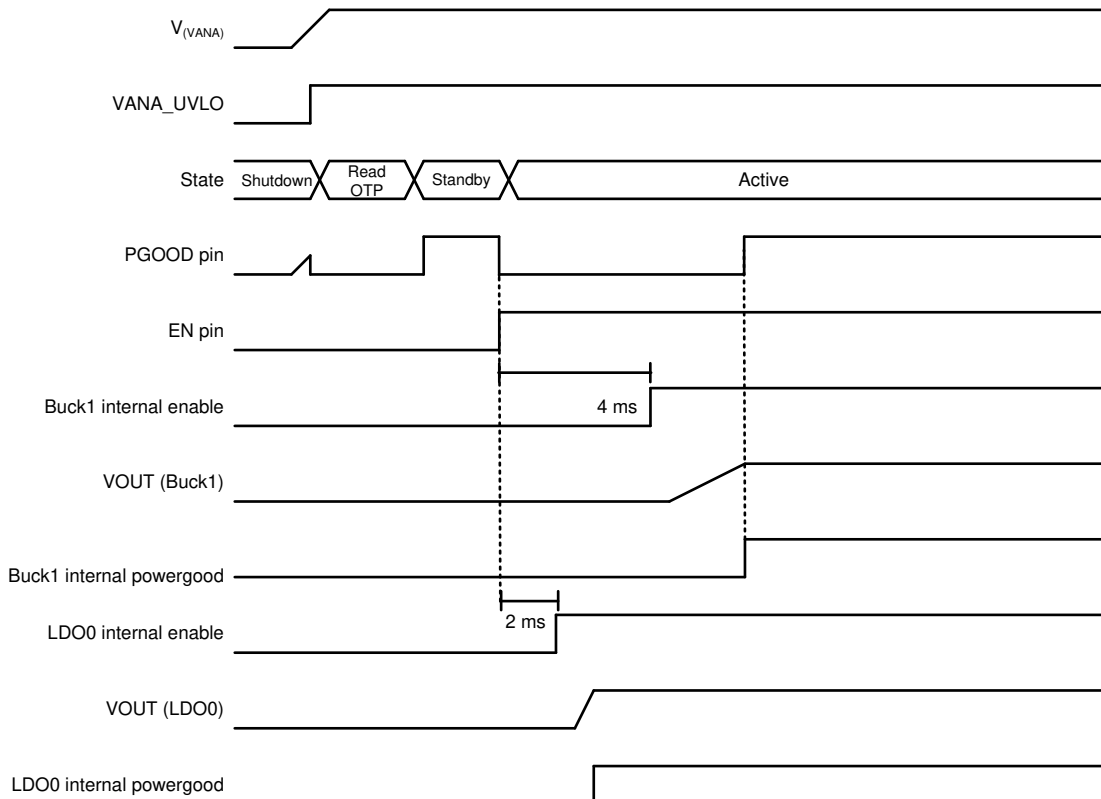 V(VANA)
VANA_UVLO
State
Shutdown
Read
OTP
Standby
Active
PGOOD pin
EN pin
Buck1 internal enable
4 ms
VOUT (Buck1)
Buck1 internal powergood
2 ms
LDO0 internal enable
VOUT (LDO0)
LDO0 internal powergood